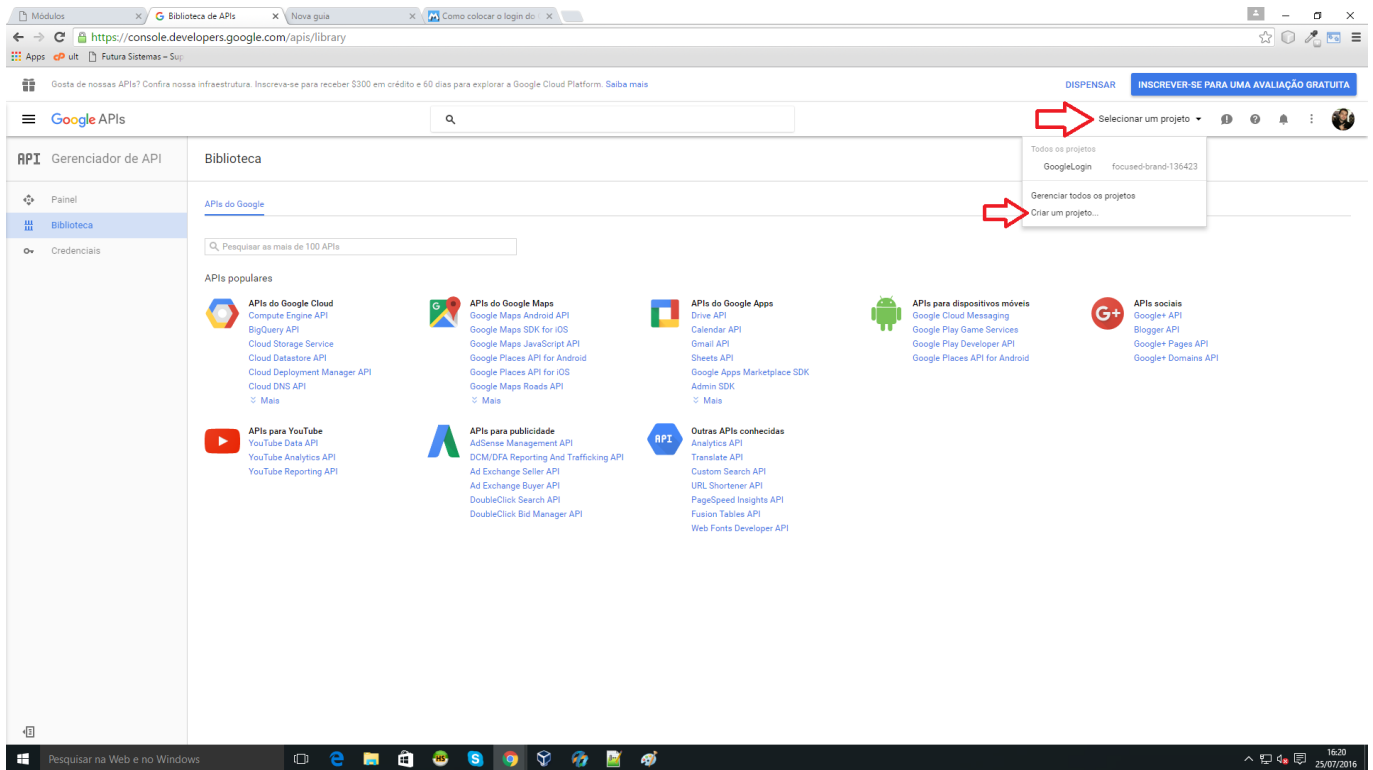 Módulos
Biblioteca de APIs
Nova guia
Como colocar o login do
https://console.developers.google.com/apis/library
Apps
ult
Futura Sistemas – Sup
Gosta de nossas APIs? Confira nossa infraestrutura. Inscreva-se para receber $300 em crédito e 60 dias para explorar a Google Cloud Platform. Saiba mais
DISPENSAR
INSCREVER-SE PARA UMA AVALIAÇÃO GRATUITA
Google APIs
Selecionar um projeto
Todos os projetos
GoogleLogin focused-brand-136423
Gerenciar todos os projetos
Criar um projeto...
API Gerenciador de API
Biblioteca
Painel
Biblioteca
Credenciais
APIs do Google
Pesquisar as mais de 100 APIs
APIs populares
APIs do Google Cloud
Compute Engine API
BigQuery API
Cloud Storage Service
Cloud Datastore API
Cloud Deployment Manager API
Cloud DNS API
Mais
APIs do Google Maps
Google Maps Android API
Google Maps SDK for iOS
Google Maps JavaScript API
Google Places API for Android
Google Places API for iOS
Google Maps Roads API
Mais
APIs do Google Apps
Drive API
Calendar API
Gmail API
Sheets API
Google Apps Marketplace SDK
Admin SDK
Mais
APIs para dispositivos móveis
Google Cloud Messaging
Google Play Game Services
Google Play Developer API
Google Places API for Android
G+
APIs sociais
Google+ API
Blogger API
Google+ Pages API
Google+ Domains API
APIs para YouTube
YouTube Data API
YouTube Analytics API
YouTube Reporting API
APIs para publicidade
AdSense Management API
DCM/DFA Reporting And Trafficking API
Ad Exchange Seller API
Ad Exchange Buyer API
DoubleClick Search API
DoubleClick Bid Manager API
API
Outras APIs conhecidas
Analytics API
Translate API
Custom Search API
URL Shortener API
PageSpeed Insights API
Fusion Tables API
Web Fonts Developer API
Pesquisar na Web e no Windows
16:20
25/07/2016